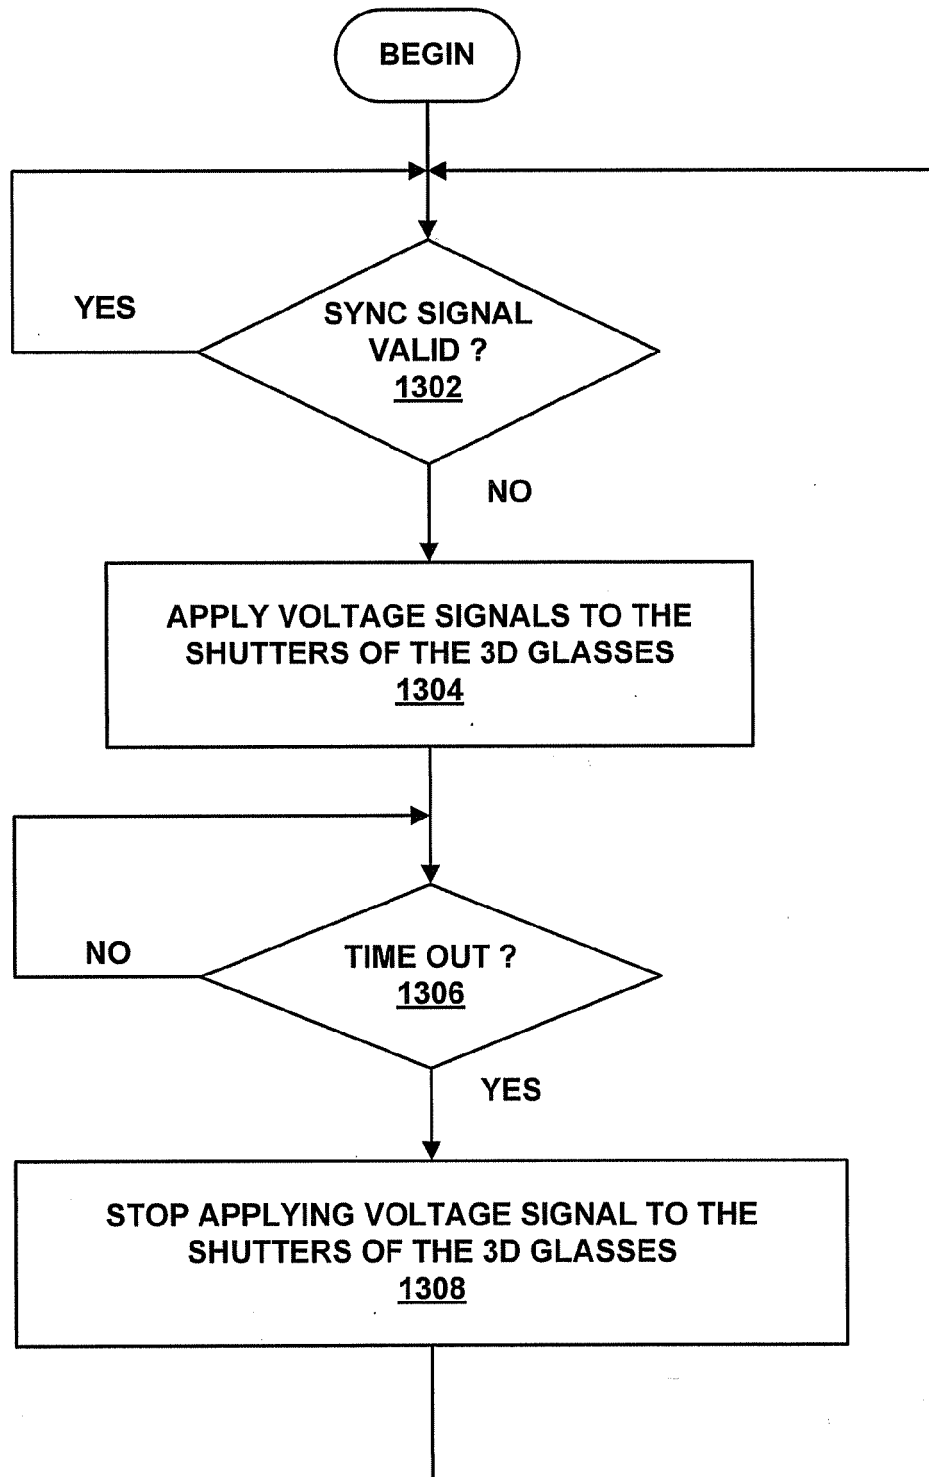 BEGIN
YES
SYNC SIGNAL
VALID ?
1302
NO
APPLY VOLTAGE SIGNALS TO THE
SHUTTERS OF THE 3D GLASSES
1304
NO
TIME OUT ?
1306
YES
STOP APPLYING VOLTAGE SIGNAL TO THE
SHUTTERS OF THE 3D GLASSES
1308